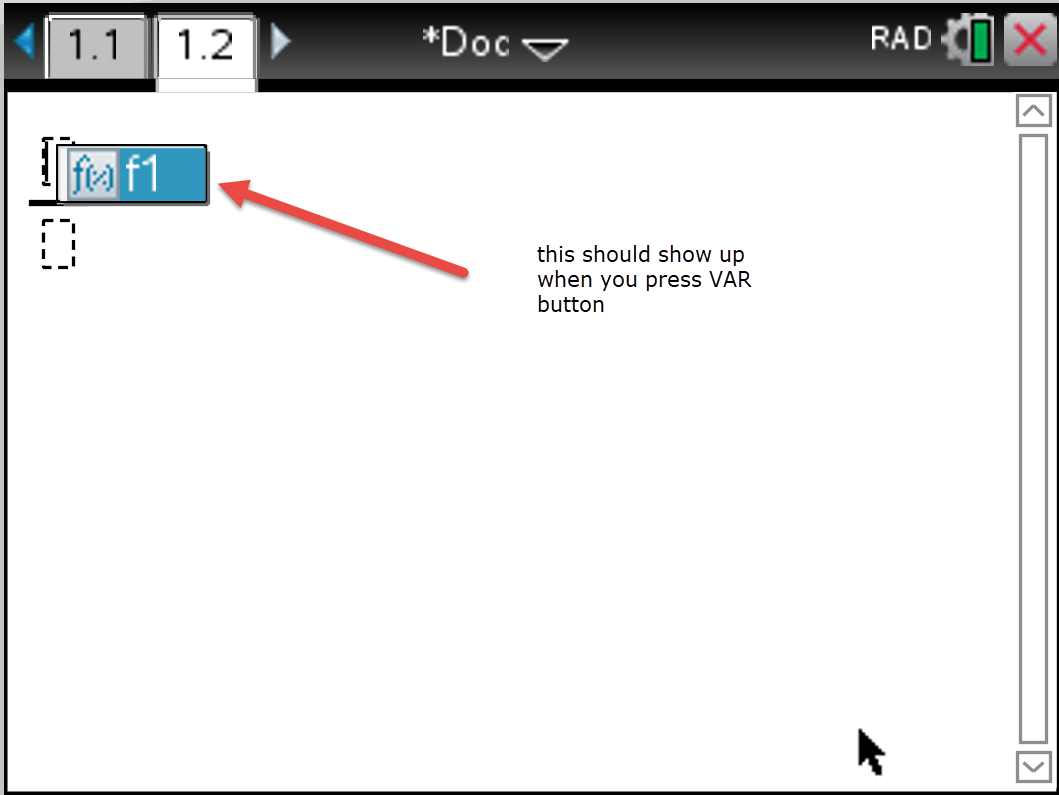 1.1 1.2 *Doc RAD
f(x) f1
this should show up
when you press VAR
button